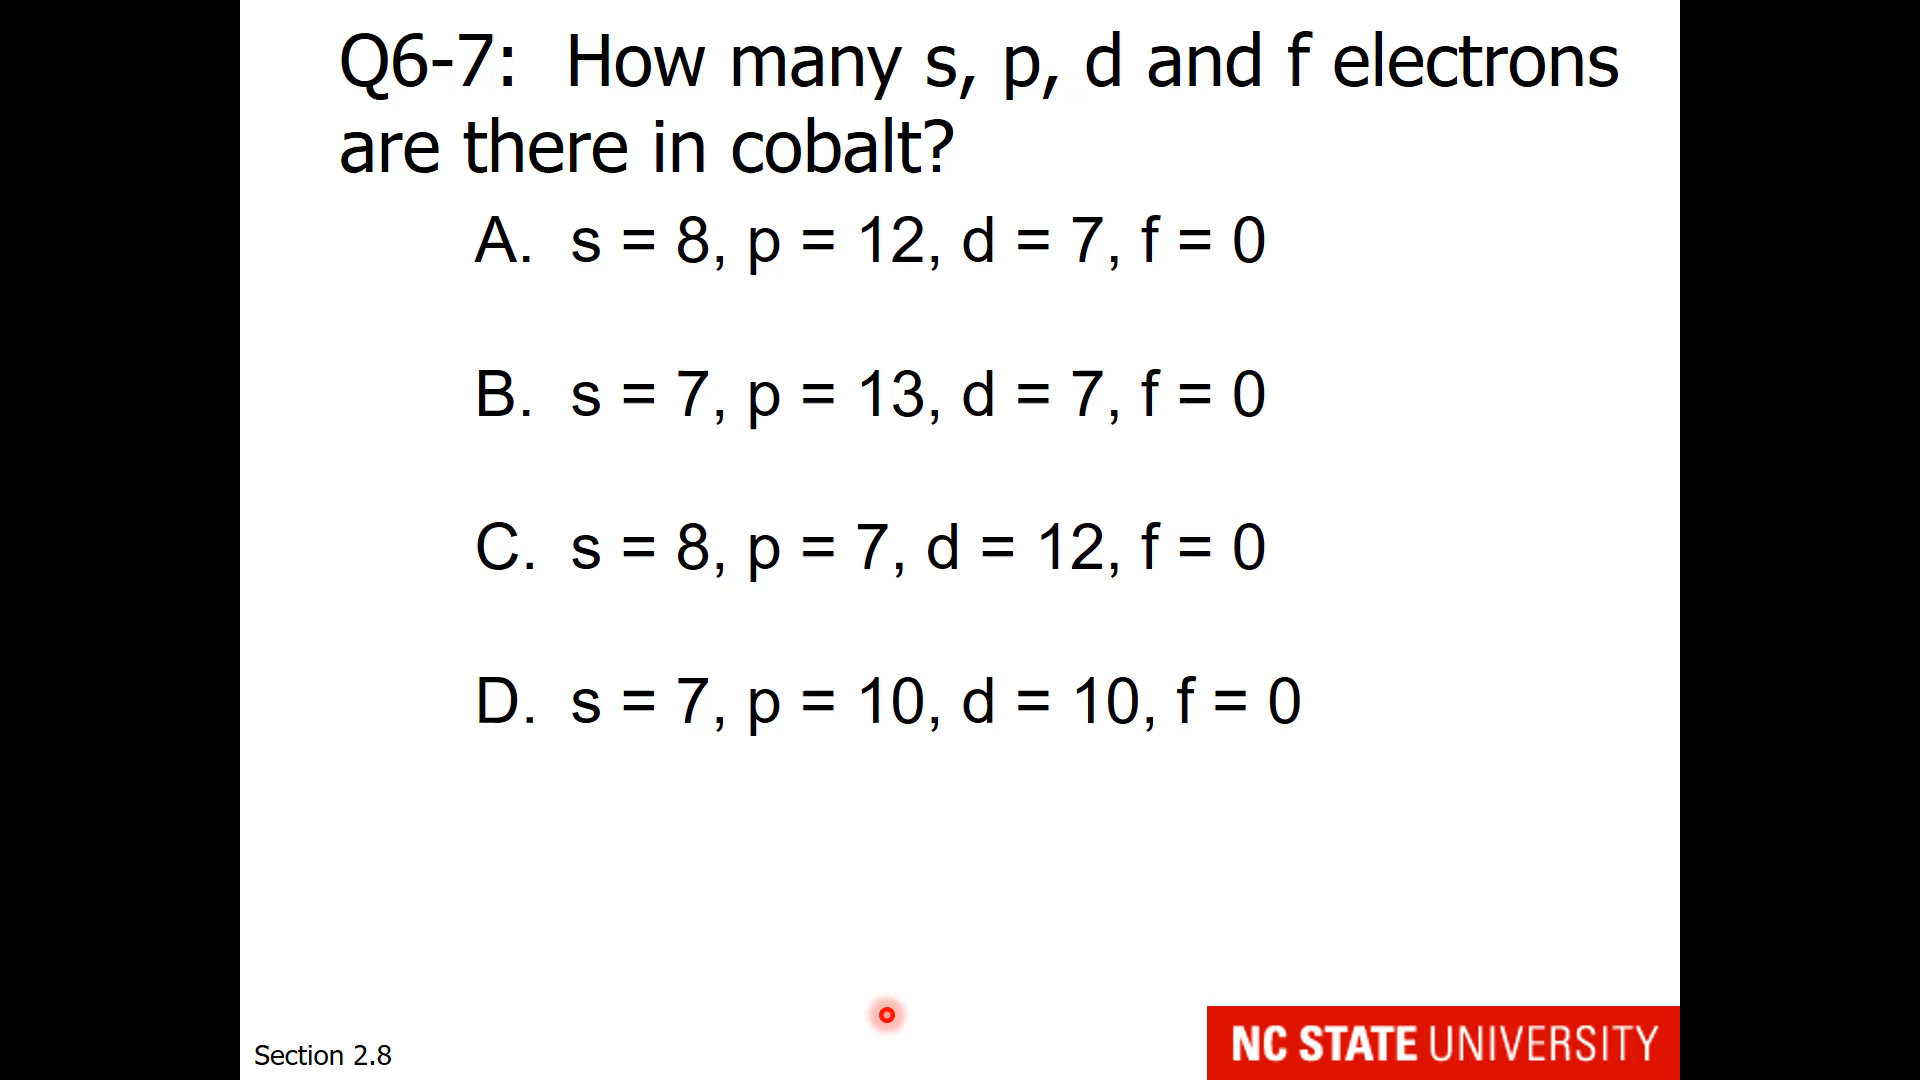 Q6-7: How many s, p, d and f electrons
are there in cobalt?
A. s = 8, p = 12, d = 7, f = 0
B. s = 7, p = 13, d = 7, f = 0
C. s = 8, p = 7, d = 12, f = 0
D. s = 7, p = 10, d = 10, f = 0
Section 2.8
NC STATE UNIVERSITY